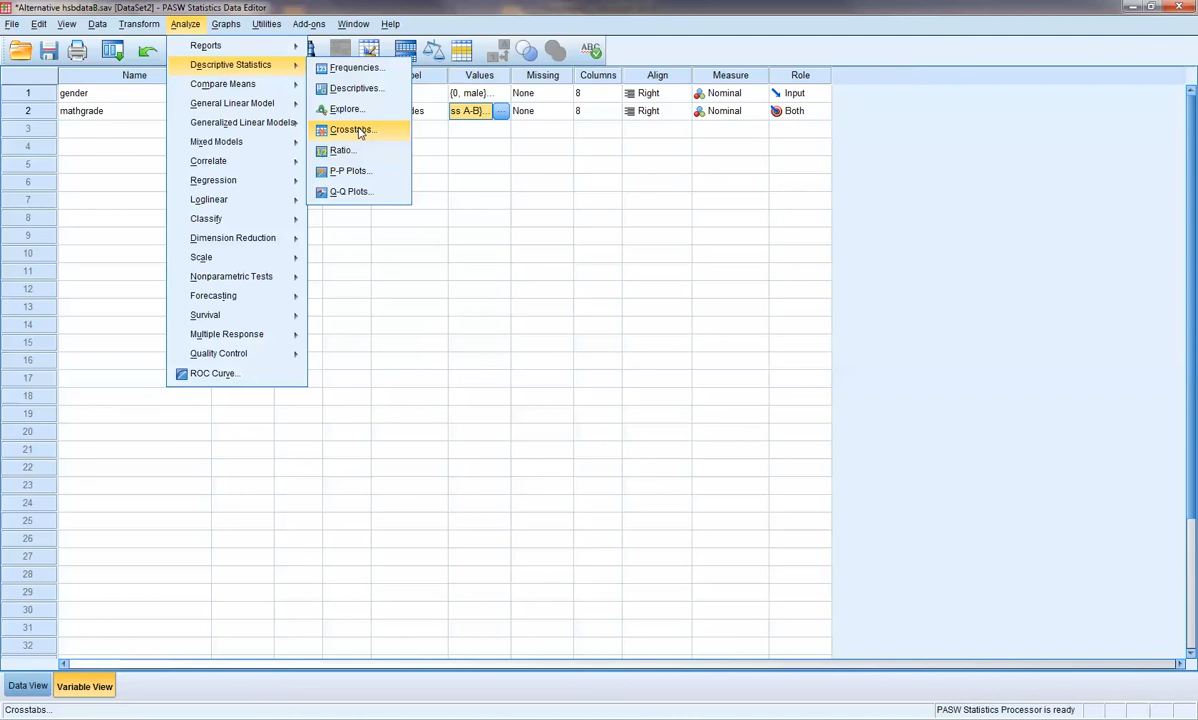 *Alternative hsbdataB.sav [DataSet2] - PASW Statistics Data Editor
File Edit View Data Transform Analyze Graphs Utilities Add-ons Window Help
Reports
Descriptive Statistics
Compare Means
General Linear Model
Generalized Linear Models
Mixed Models
Correlate
Regression
Loglinear
Classify
Dimension Reduction
Scale
Nonparametric Tests
Forecasting
Survival
Multiple Response
Quality Control
ROC Curve...
Frequencies...
Descriptives...
Explore...
Crosstabs...
Ratio...
P-P Plots...
Q-Q Plots...
Name Values Missing Columns Align Measure Role
1 gender {0, male}... None 8 Right Nominal Input
2 mathgrade des ss A-B}... ... None 8 Right Nominal Both
3
4
5
6
7
8
9
10
11
12
13
14
15
16
17
18
19
20
21
22
23
24
25
26
27
28
29
30
31
32
Data View Variable View
Crosstabs... PASW Statistics Processor is ready